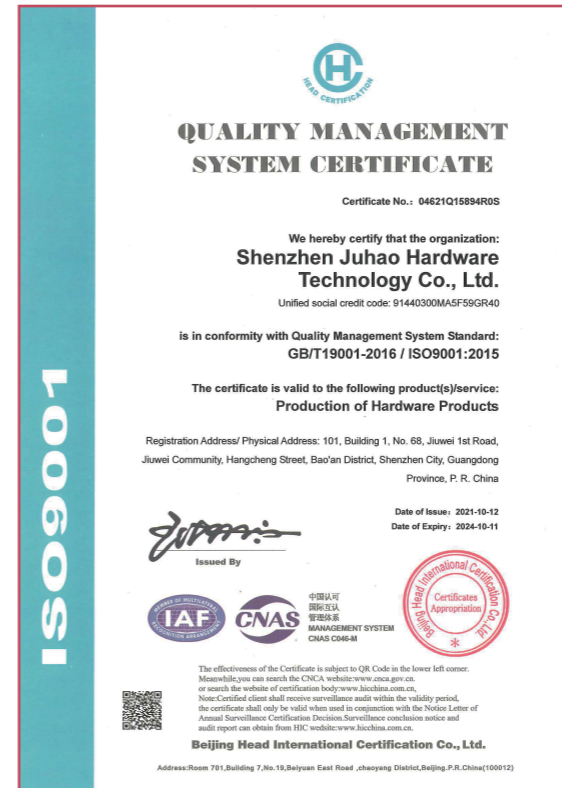 HEAD CERTIFICATION
QUALITY MANAGEMENT
SYSTEM CERTIFICATE
Certificate No.: 04621Q15894R0S
We hereby certify that the organization:
Shenzhen Juhao Hardware
Technology Co., Ltd.
Unified social credit code: 91440300MA5F59GR40
is in conformity with Quality Management System Standard:
GB/T19001-2016 / ISO9001:2015
The certificate is valid to the following product(s)/service:
Production of Hardware Products
Registration Address/ Physical Address: 101, Building 1, No. 68, Jiuwei 1st Road,
Jiuwei Community, Hangcheng Street, Bao'an District, Shenzhen City, Guangdong
Province, P. R. China
Date of Issue: 2021-10-12
Date of Expiry: 2024-10-11
Issued By
ISO9001
MEMBER OF MULTILATERAL
IAF
RECOGNITION ARRANGEMENT
CNAS
中国认可
国际互认
管理体系
MANAGEMENT SYSTEM
CNAS C046-M
Beijing Head International Certification Co., Ltd.
Certificates
Appropriation
The effectiveness of the Certificate is subject to QR Code in the lower left corner.
Meanwhile,you can search the CNCA website:www.cnca.gov.cn.
or search the website of certification body:www.hicchina.com.cn,
Note:Certified client shall receive surveillance audit within the validity period,
the certificate shall only be valid when used in conjunction with the Notice Letter of
Annual Surveillance Certification Decision.Surveillance conclusion notice and
audit report can obtain from HIC wedsite:www.hicchina.com.cn.
Beijing Head International Certification Co., Ltd.
Address:Room 701,Building 7,No.19,Beiyuan East Road ,chaoyang District,Beijing.P.R.China(100012)